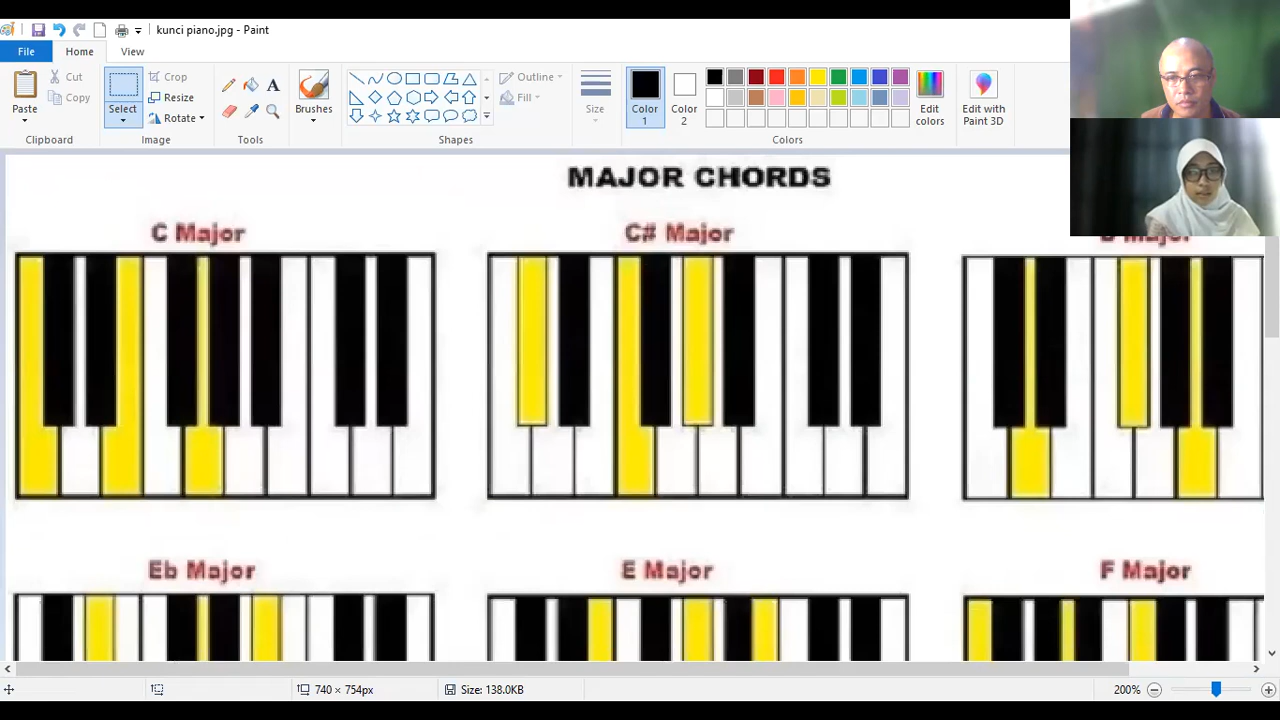 kunci piano.jpg - Paint
File Home View
Paste
Cut
Copy
Clipboard
Select
Crop
Resize
Rotate
Image
A
Tools
Brushes
Shapes
Outline
Fill
Size
Color 1
Color 2
Colors
Edit colors
Edit with Paint 3D
MAJOR CHORDS
C Major C# Major D Major
Eb Major E Major F Major
740 × 754px Size: 138.0KB 200%